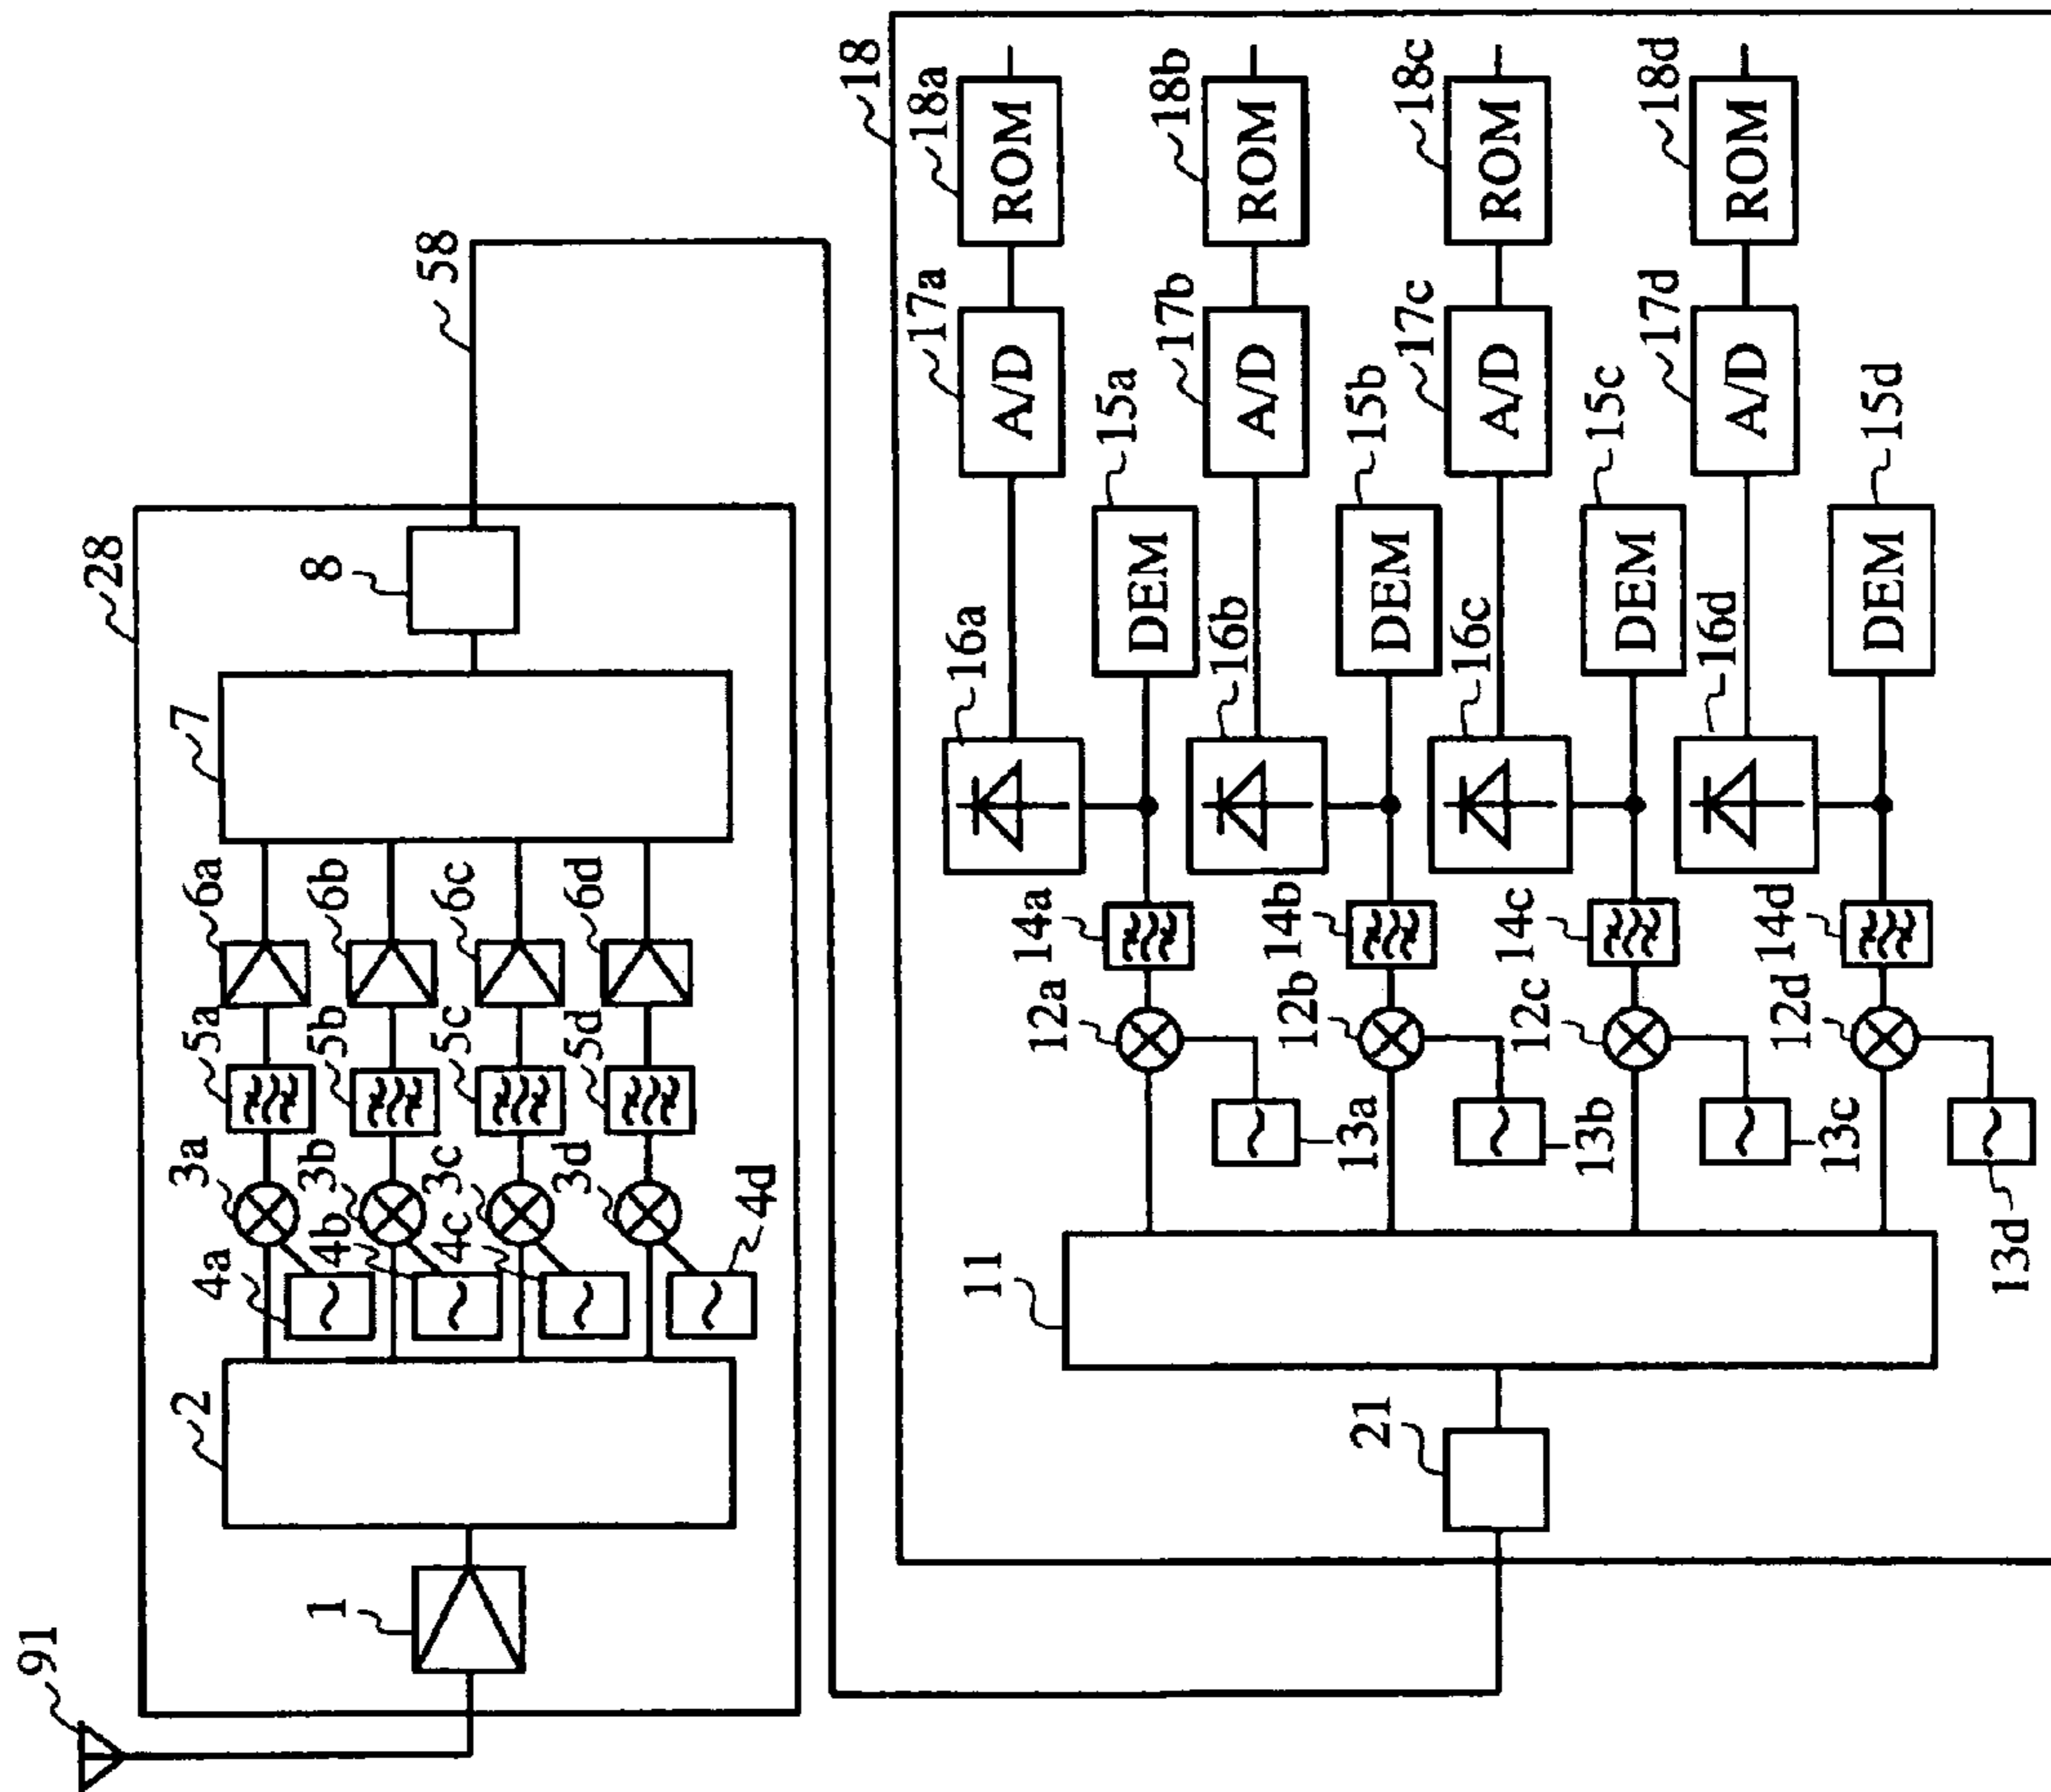 91
28
1
2
3a
4a
5a
6a
3b
4b
5b
6b
3c
4c
5c
6c
3d
4d
5d
6d
7
8
58
18
21
11
12a
13a
14a
16a
DEM
15a
A/D
17a
ROM
18a
12b
13b
14b
16b
DEM
15b
A/D
17b
ROM
18b
12c
13c
14c
16c
DEM
15c
A/D
17c
ROM
18c
12d
13d
14d
16d
DEM
15d
A/D
17d
ROM
18d